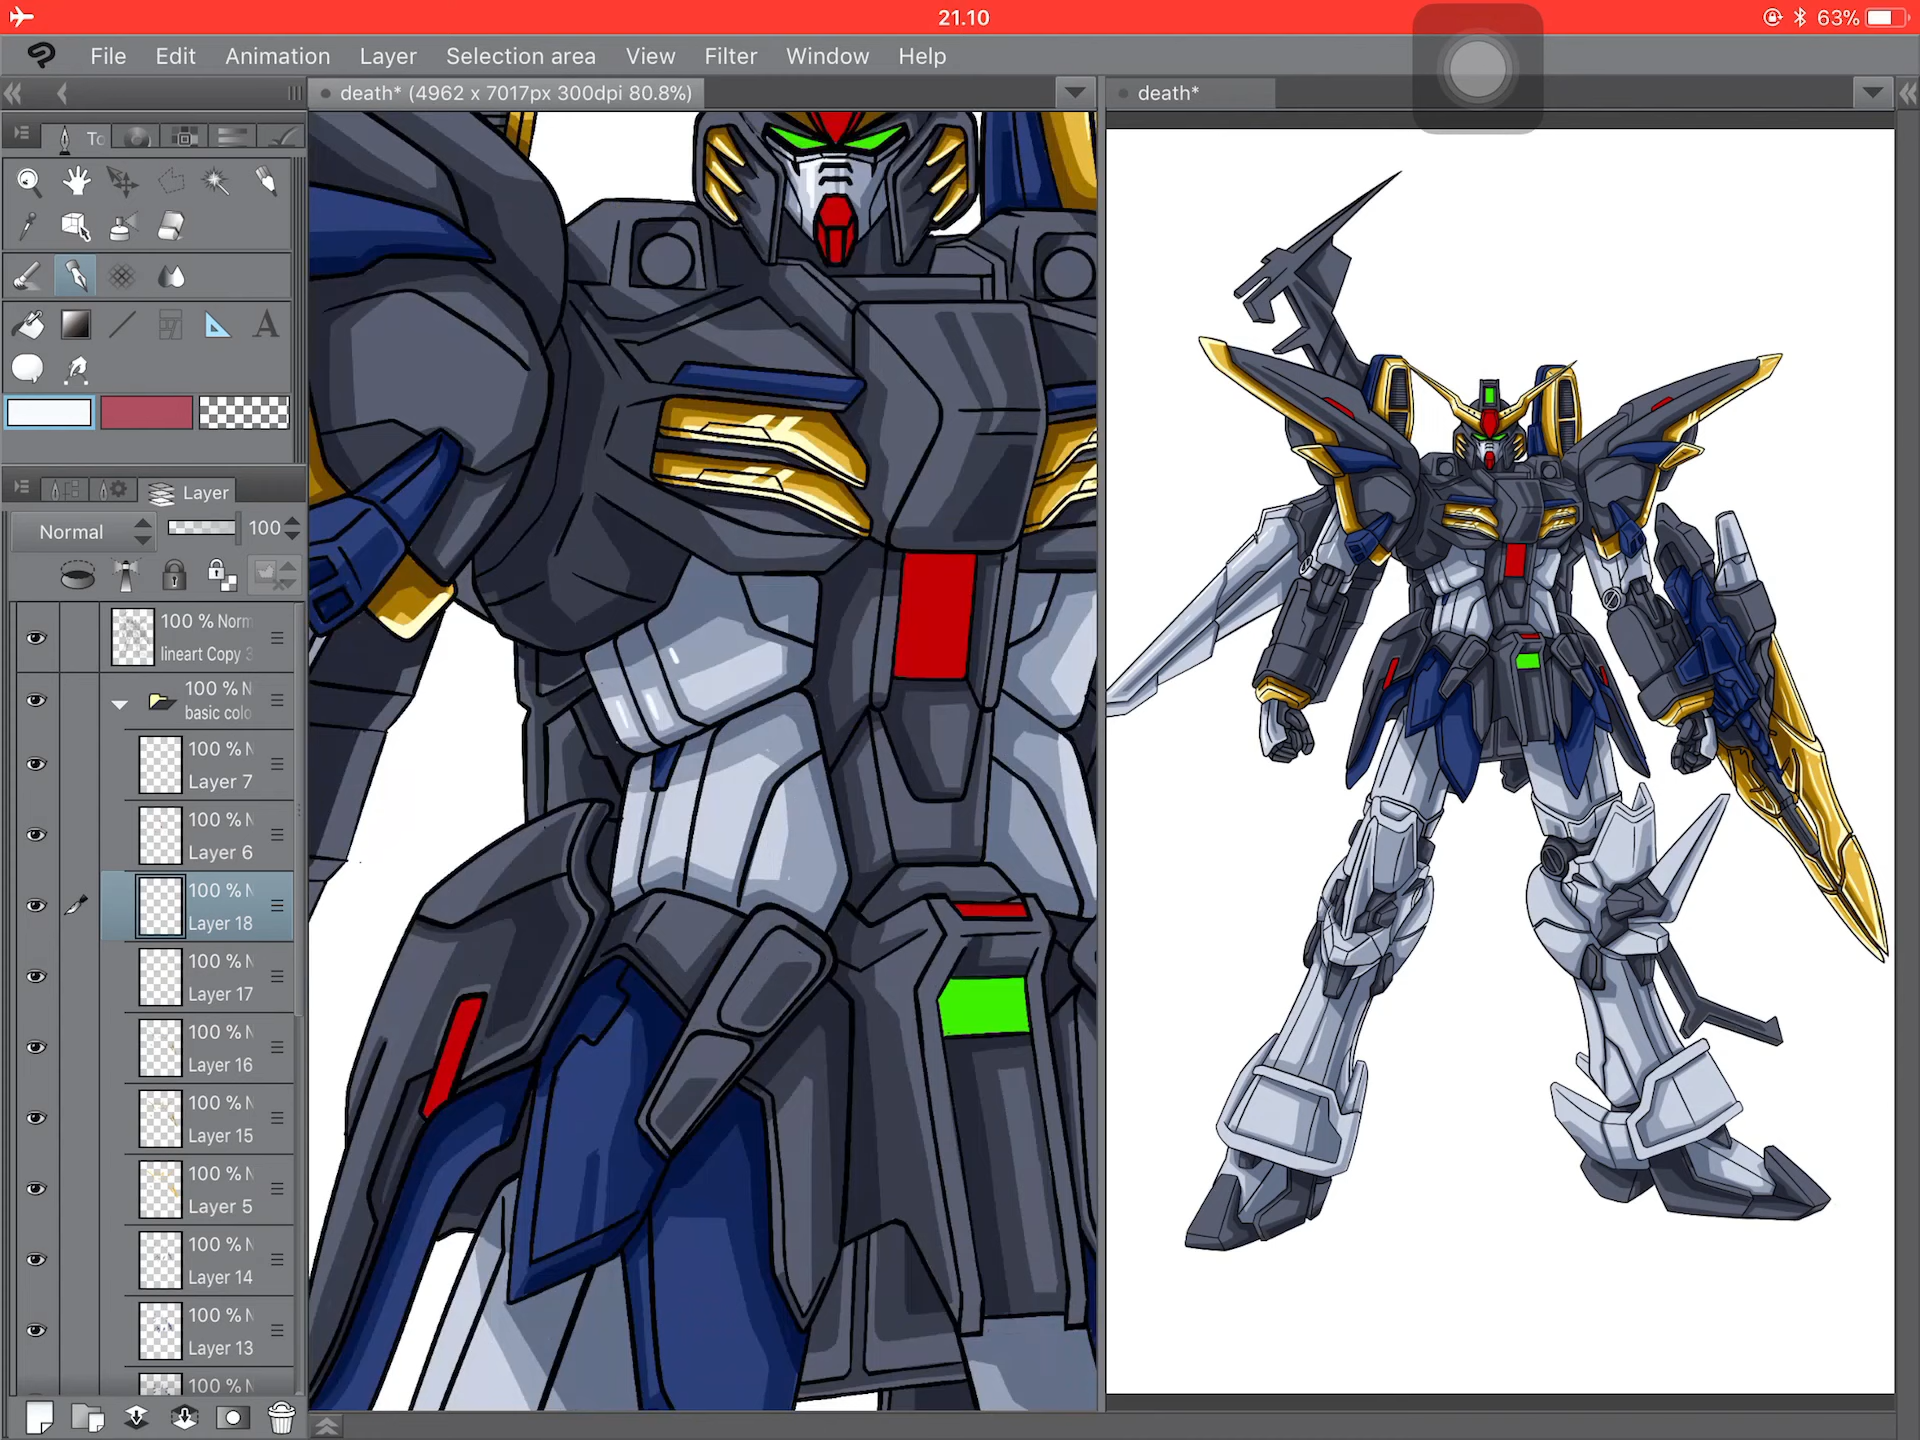 21.10
63%
File Edit Animation Layer Selection area View Filter Window Help
death* (4962 x 7017px 300dpi 80.8%)
death*
To
A
Layer
Normal 100
100 % Norm
lineart Copy 3
100 % N
basic colo
100 % N
Layer 7
100 % N
Layer 6
100 % N
Layer 18
100 % N
Layer 17
100 % N
Layer 16
100 % N
Layer 15
100 % N
Layer 5
100 % N
Layer 14
100 % N
Layer 13
100 % N